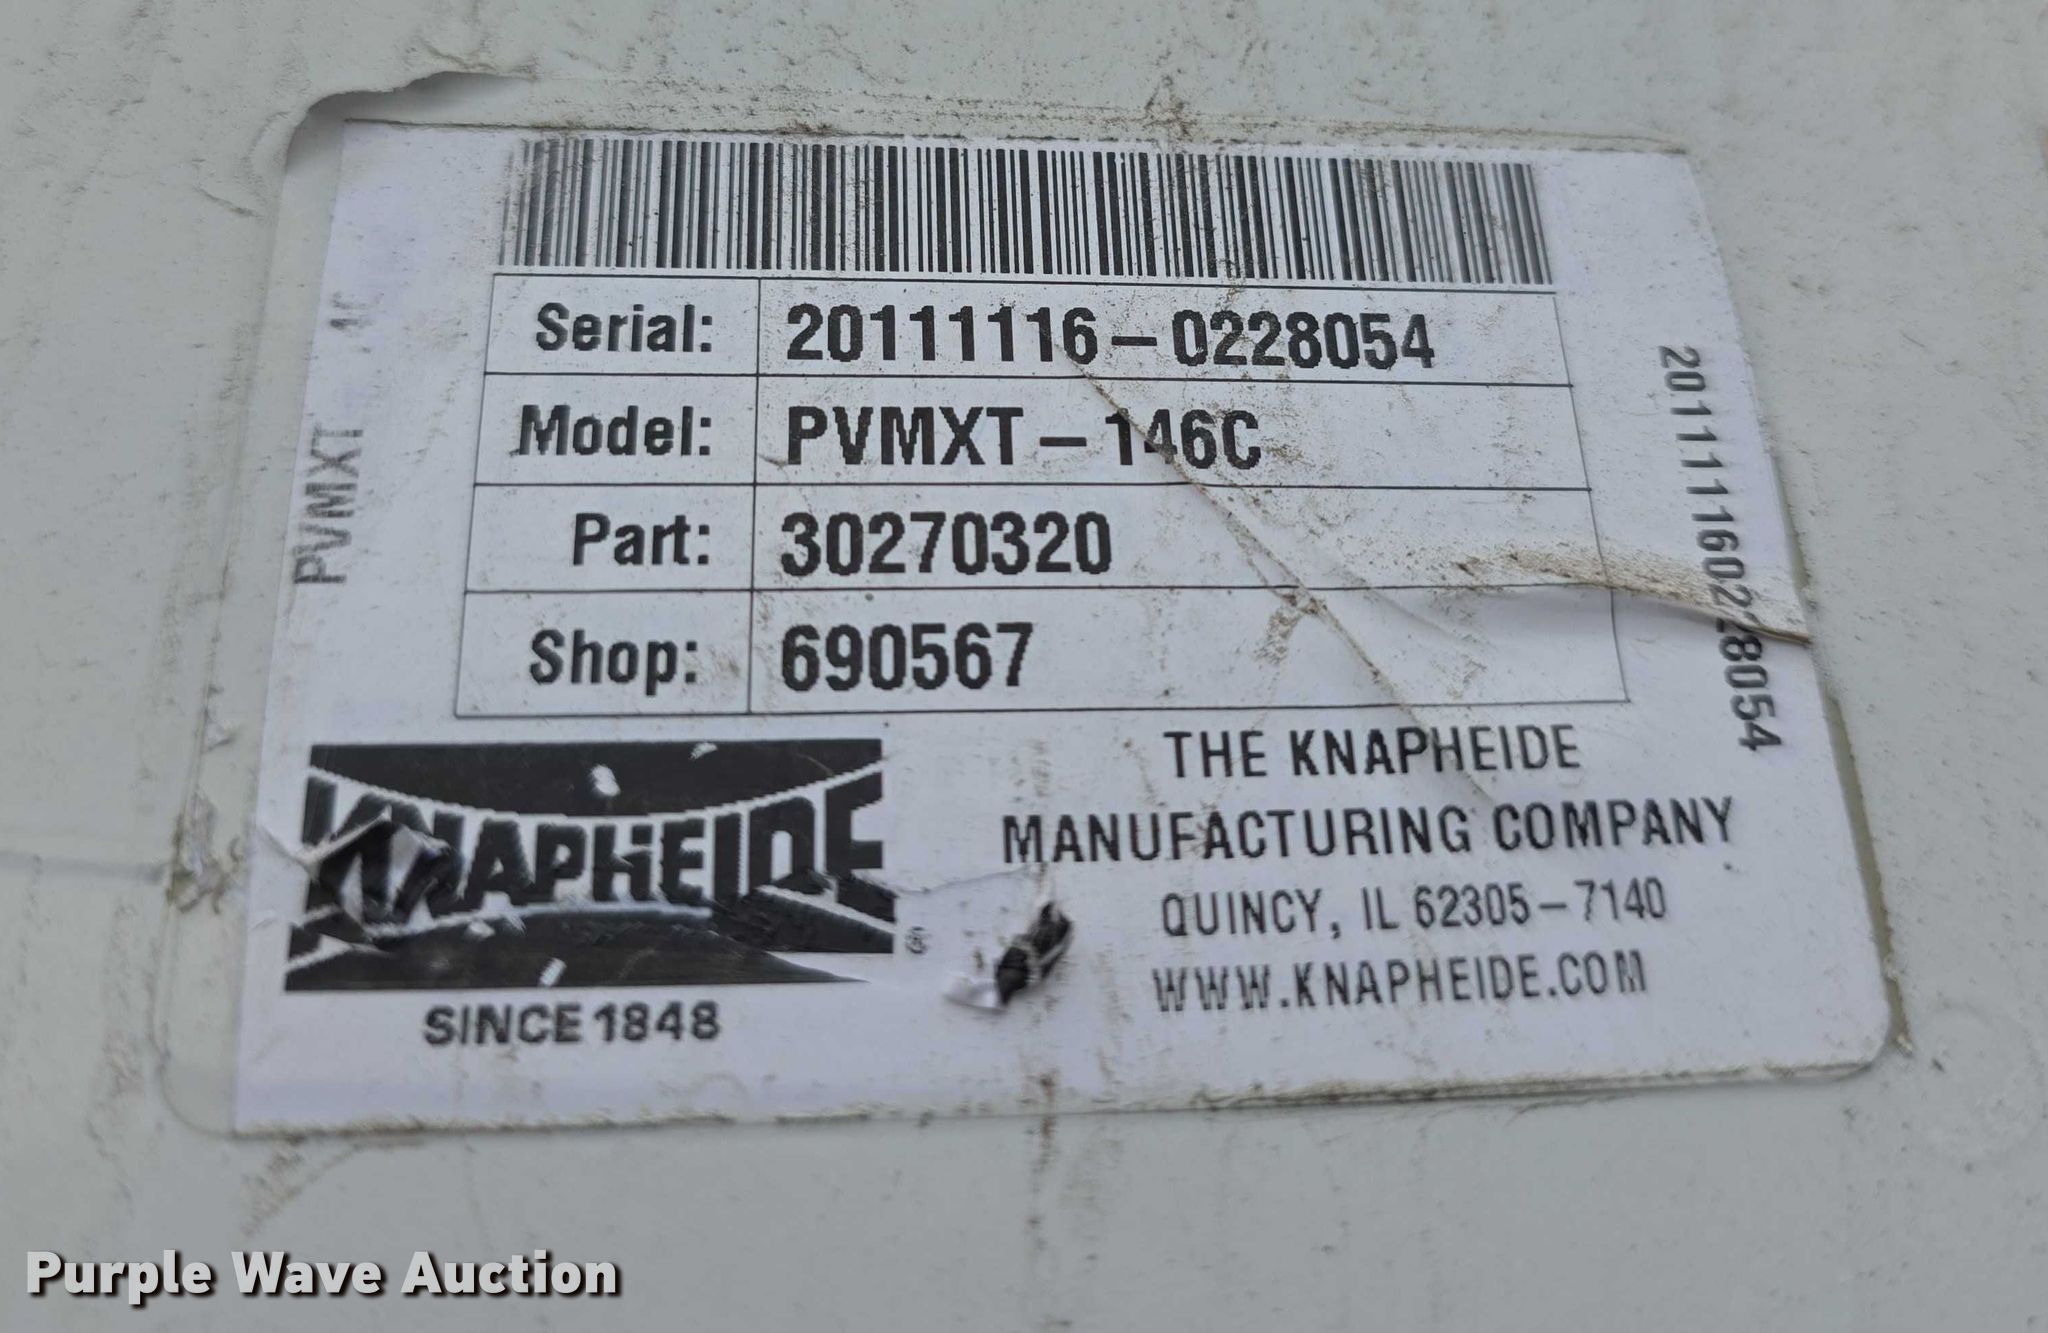 Serial: 20111116-0228054
Model: PVMXT-146C
Part: 30270320
Shop: 690567
PVMXT
201111160228054
KNAPHEIDE
®
SINCE 1848
THE KNAPHEIDE
MANUFACTURING COMPANY
QUINCY, IL 62305-7140
WWW.KNAPHEIDE.COM
Purple Wave Auction